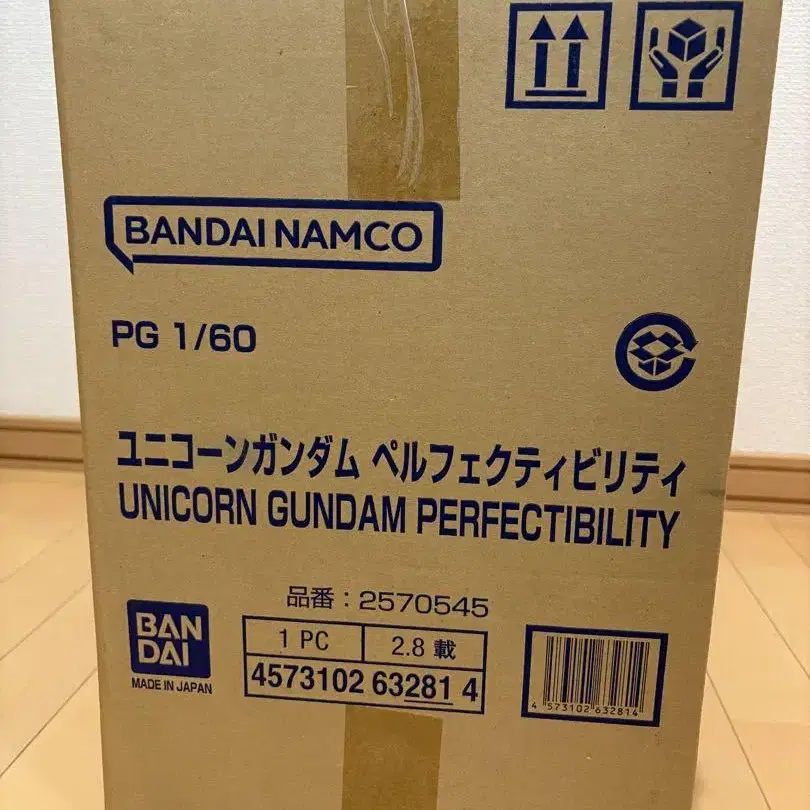 BANDAI NAMCO
PG 1/60
ユニコーンガンダム ペルフェクティビリティ
UNICORN GUNDAM PERFECTIBILITY
品番：2570545
BAN
DAI
MADE IN JAPAN
1 PC
2.8 載
4573102 63281 4
4 573102 632814